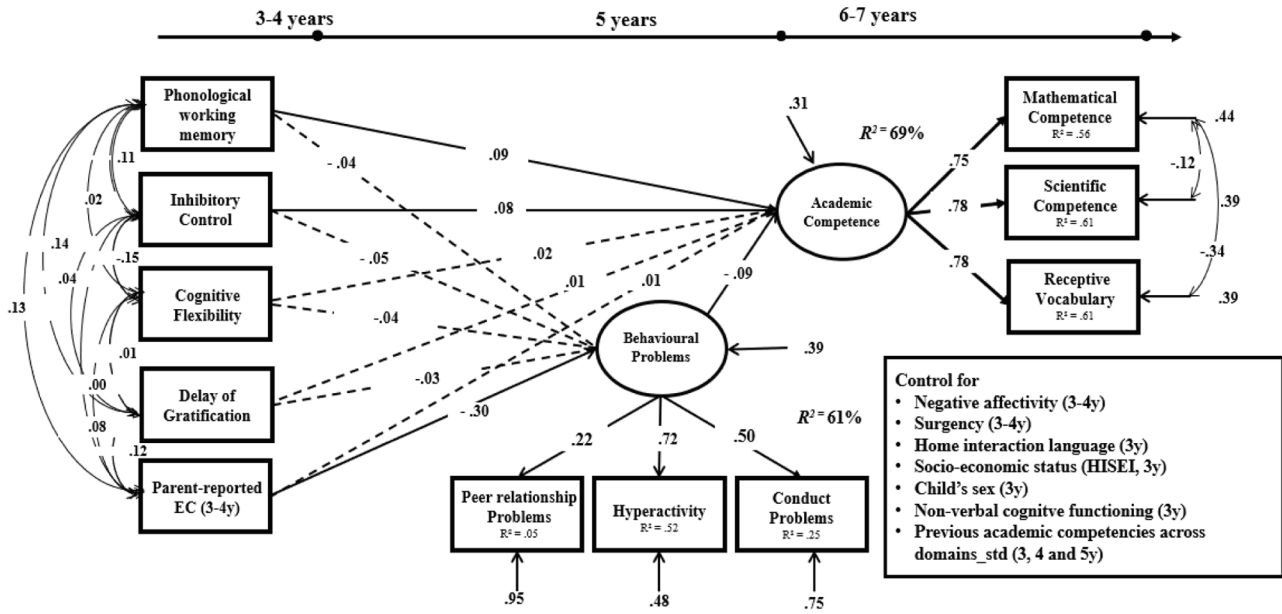 3-4 years
5 years
6-7 years
Phonological
working
memory
Inhibitory
Control
Cognitive
Flexibility
Delay of
Gratification
Parent-reported
EC (3-4y)
.11
.02
.14
-.15
.04
.13
.01
.00
.08
.12
- .04
.09
.08
- .05
.02
.01
.01
-.04
-.03
- .30
- .09
.31
R² = 69%
Academic
Competence
Behavioural
Problems
.39
R² = 61%
.22
.72
.50
Peer relationship
Problems
R² = .05
Hyperactivity
R² = .52
Conduct
Problems
R² = .25
.95
.48
.75
.75
.78
.78
Mathematical
Competence
R² = .56
Scientific
Competence
R² = .61
Receptive
Vocabulary
R² = .61
.44
-.12
.39
-.34
.39
Control for
• Negative affectivity (3-4y)
• Surgency (3-4y)
• Home interaction language (3y)
• Socio-economic status (HISEI, 3y)
• Child's sex (3y)
• Non-verbal cognitve functioning (3y)
• Previous academic competencies across
domains_std (3, 4 and 5y)